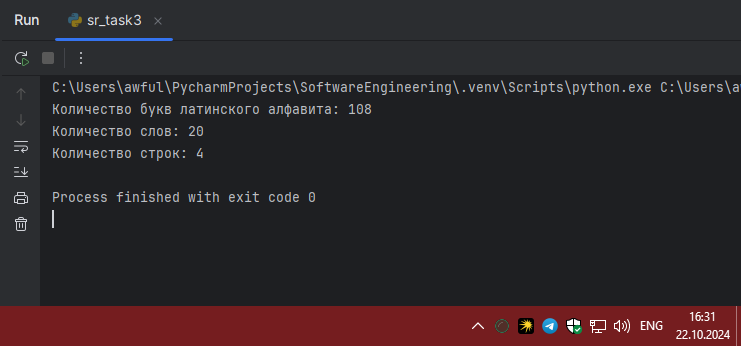 Run sr_task3
C:\Users\awful\PycharmProjects\SoftwareEngineering\.venv\Scripts\python.exe C:\Users\a
Количество букв латинского алфавита: 108
Количество слов: 20
Количество строк: 4
Process finished with exit code 0
ENG
16:31
22.10.2024